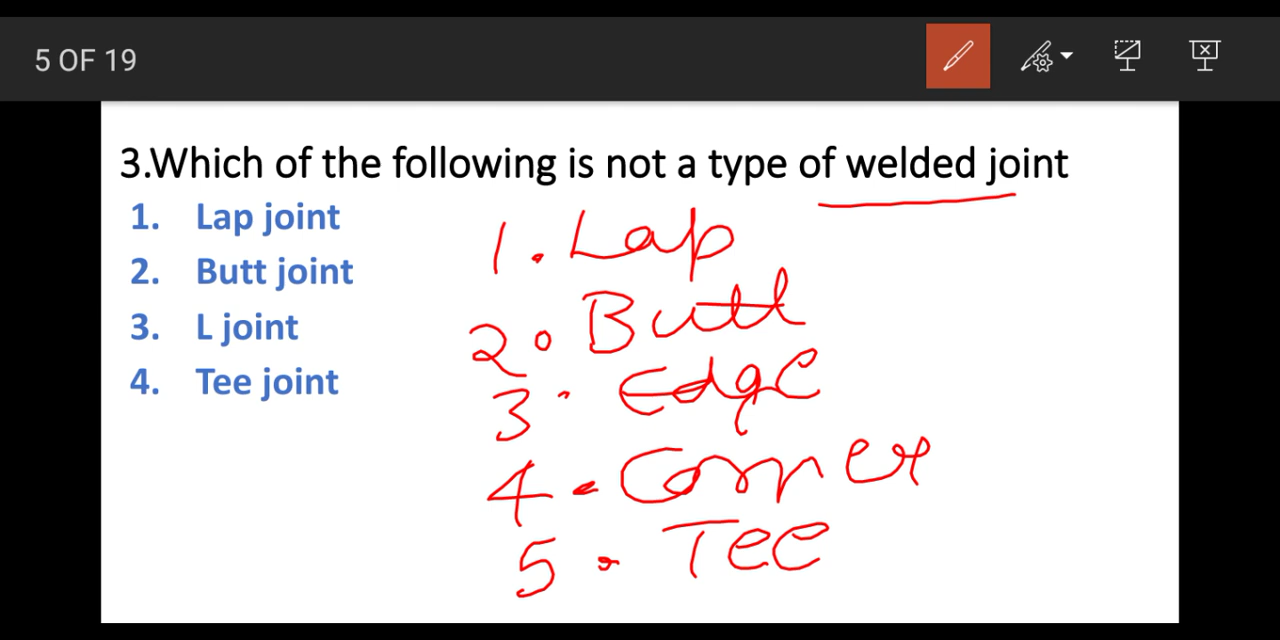 5 OF 19
3.Which of the following is not a type of welded joint
1. Lap joint
2. Butt joint
3. L joint
4. Tee joint
1. Lap
2. Butt
3. Edge
4. Corner
5. Tee